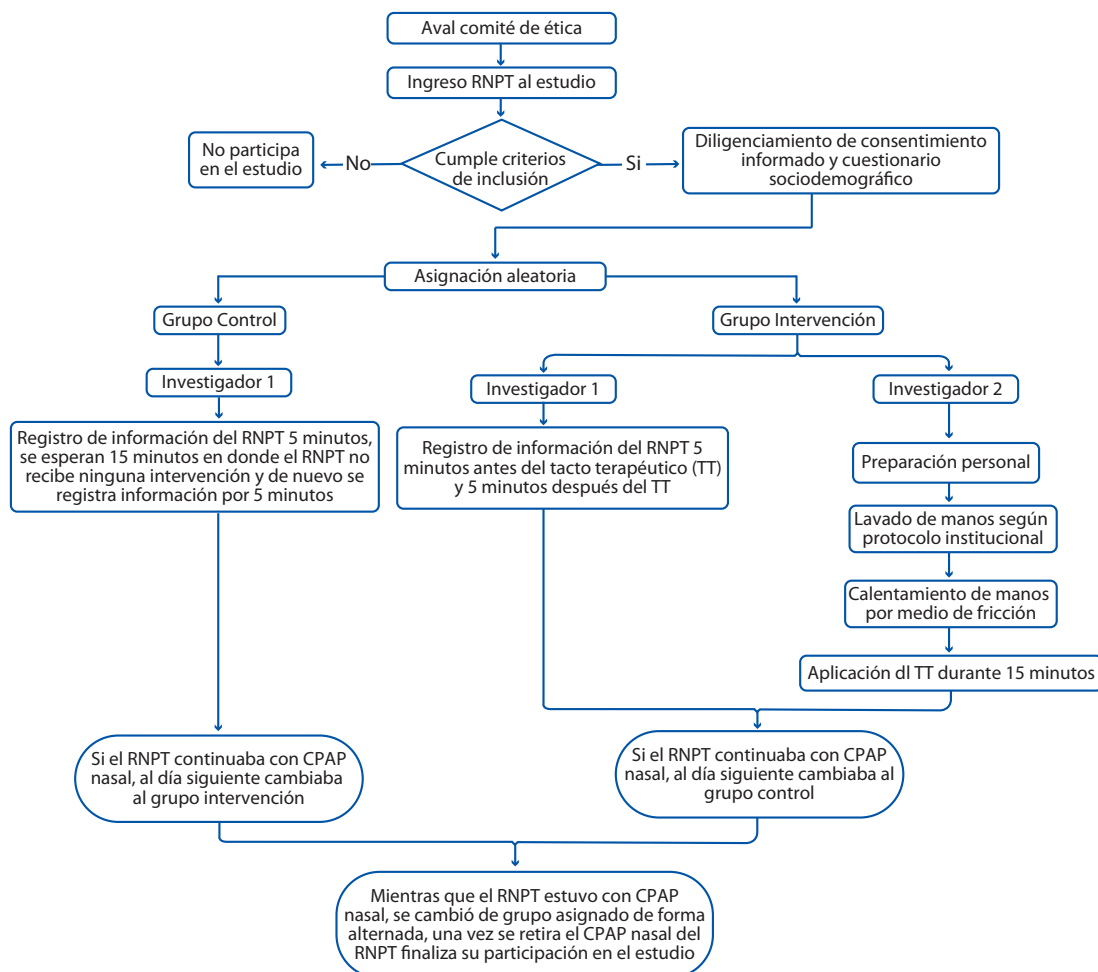 Aval comité de ética
Ingreso RNPT al estudio
Cumple criterios
de inclusión
No
No participa
en el estudio
Si
Diligenciamiento de consentimiento
informado y cuestionario
sociodemográfico
Asignación aleatoria
Grupo Control
Grupo Intervención
Investigador 1
Investigador 1
Investigador 2
Registro de información del RNPT 5 minutos,
se esperan 15 minutos en donde el RNPT no
recibe ninguna intervención y de nuevo se
registra información por 5 minutos
Registro de información del RNPT 5
minutos antes del tacto terapéutico (TT)
y 5 minutos después del TT
Preparación personal
Lavado de manos según
protocolo institucional
Calentamiento de manos
por medio de fricción
Aplicación dl TT durante 15 minutos
Si el RNPT continuaba con CPAP
nasal, al día siguiente cambiaba
al grupo intervención
Si el RNPT continuaba con CPAP
nasal, al día siguiente cambiaba al
grupo control
Mientras que el RNPT estuvo con CPAP
nasal, se cambió de grupo asignado de forma
alternada, una vez se retira el CPAP nasal del
RNPT finaliza su participación en el estudio